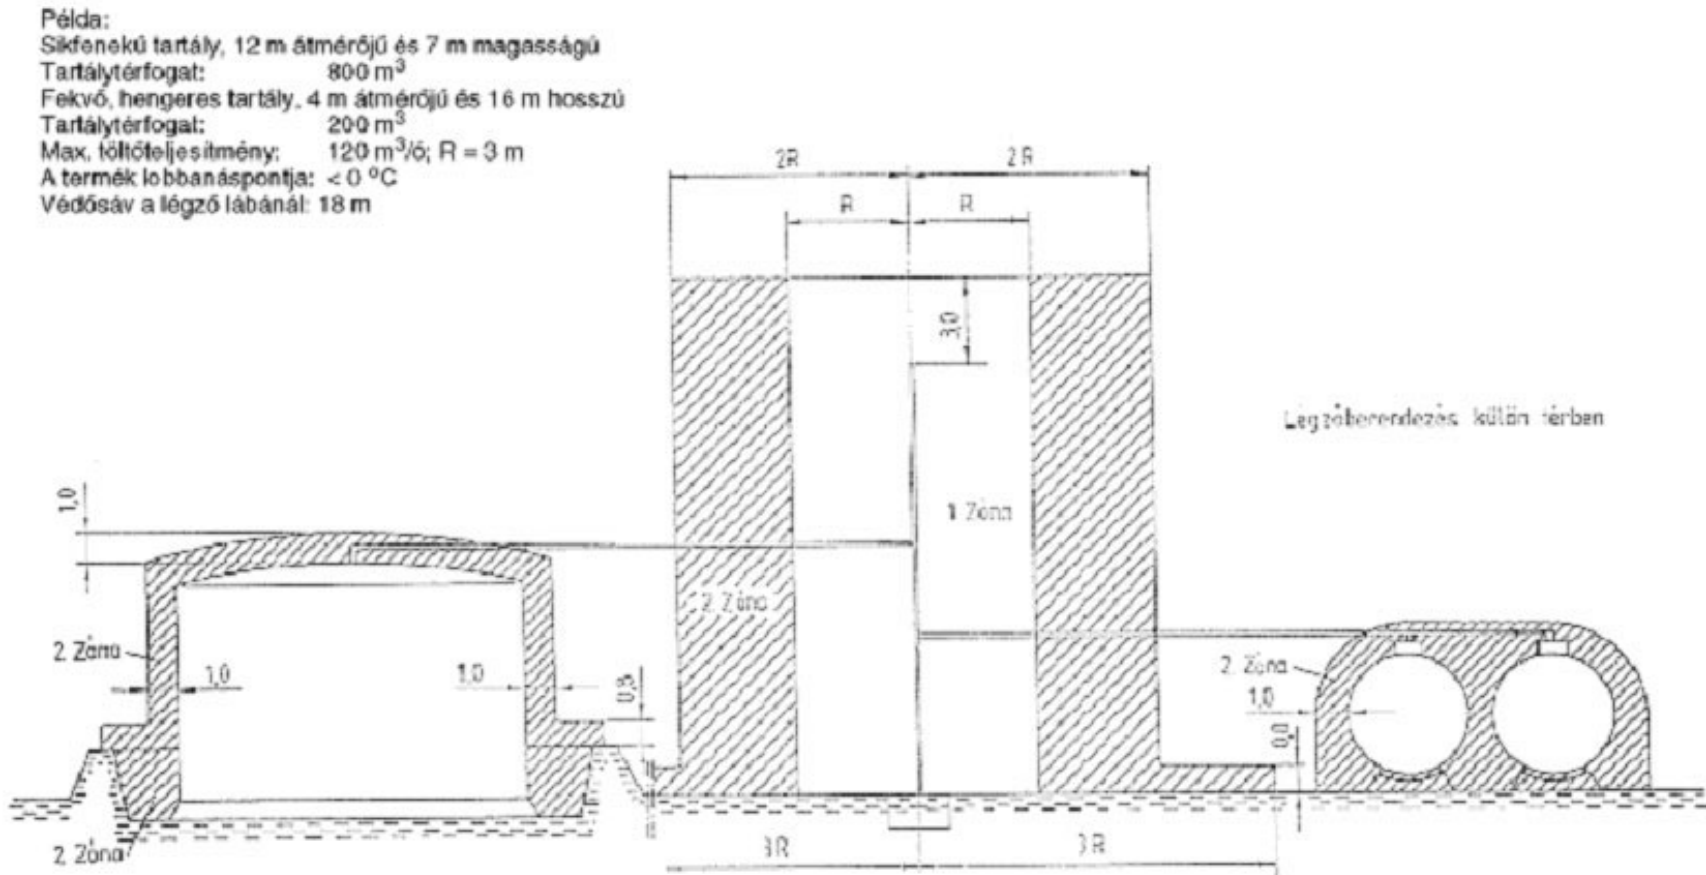 Példa:
Síkfenekű tartály, 12 m átmérőjű és 7 m magasságú
Tartálytérfogat: 800 m³
Fekvő, hengeres tartály, 4 m átmérőjű és 16 m hosszú
Tartálytérfogat: 200 m³
Max. töltőteljesítmény: 120 m³/ó; R = 3 m
A termék lobbanáspontja: < 0 °C
Védősáv a légző lábánál: 18 m
2R 2R
R R
3,0
Légzőberendezés külön térben
1,0
1 Zóna
2 Zóna
2 Zóna
1,0
1,0
0,8
2. Zóna
1,0
2 Zóna
3R 3R